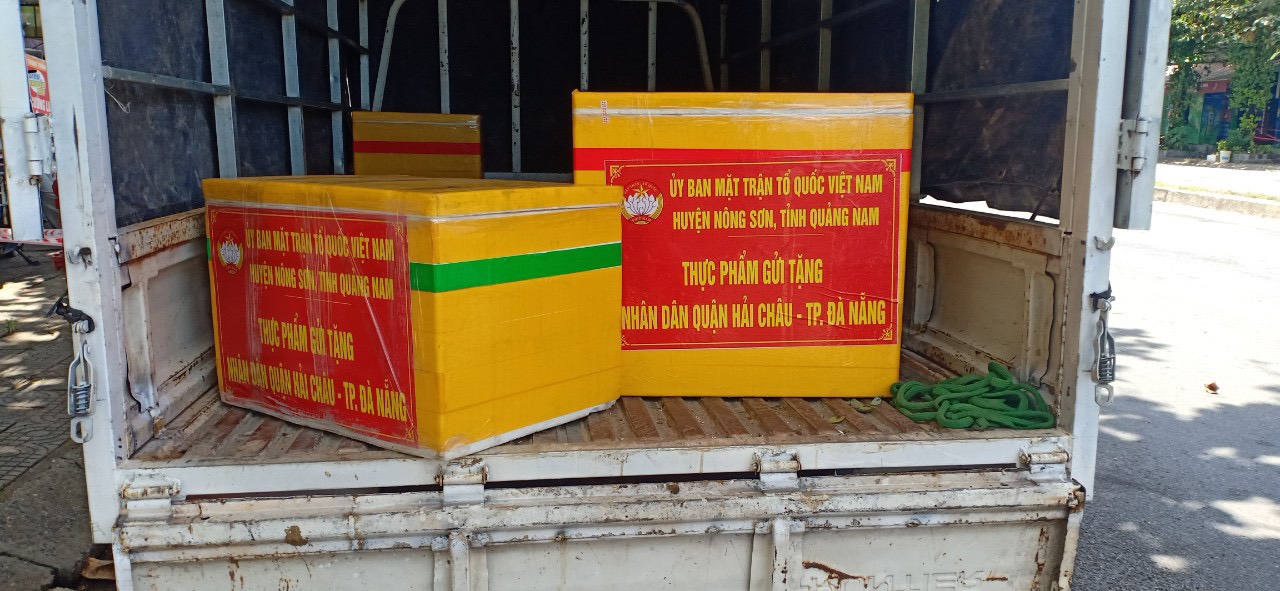 ỦY BAN MẶT TRẬN TỔ QUỐC VIỆT NAM
HUYỆN NÔNG SƠN, TỈNH QUẢNG NAM
THỰC PHẨM GỬI TẶNG
NHÂN DÂN QUẬN HẢI CHÂU - TP. ĐÀ NẴNG
ỦY BAN MẶT TRẬN TỔ QUỐC VIỆT NAM
HUYỆN NÔNG SƠN, TỈNH QUẢNG NAM
THỰC PHẨM GỬI TẶNG
NHÂN DÂN QUẬN HẢI CHÂU - TP. ĐÀ NẴNG